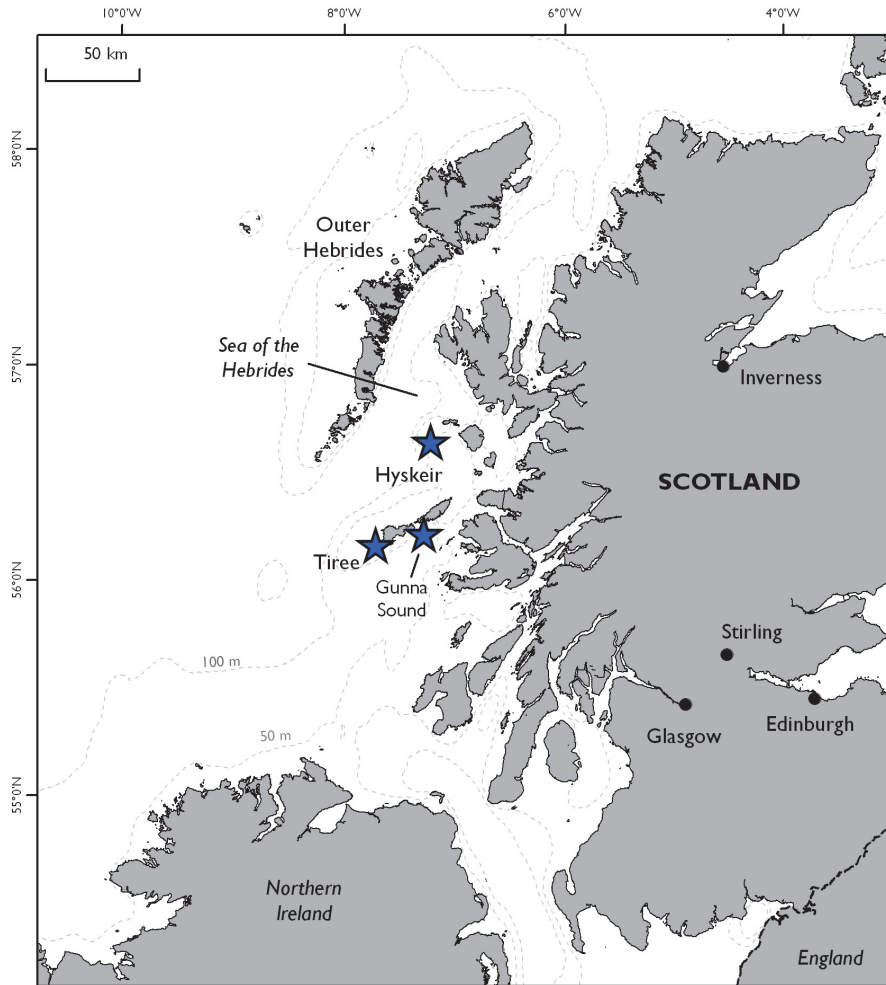 10°0'W
8°0'W
6°0'W
4°0'W
50 km
58°0'N
Outer
Hebrides
Sea of the
Hebrides
57°0'N
Inverness
Hyskeir
SCOTLAND
Tiree
Gunna
Sound
56°0'N
Stirling
100 m
Glasgow
Edinburgh
50 m
55°0'N
Northern
Ireland
England